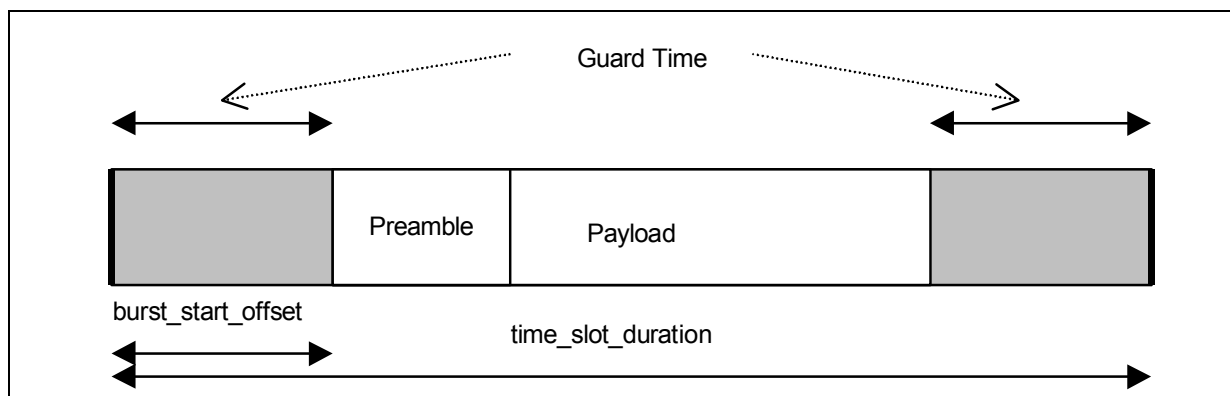 Guard Time
Preamble
Payload
burst_start_offset
time_slot_duration